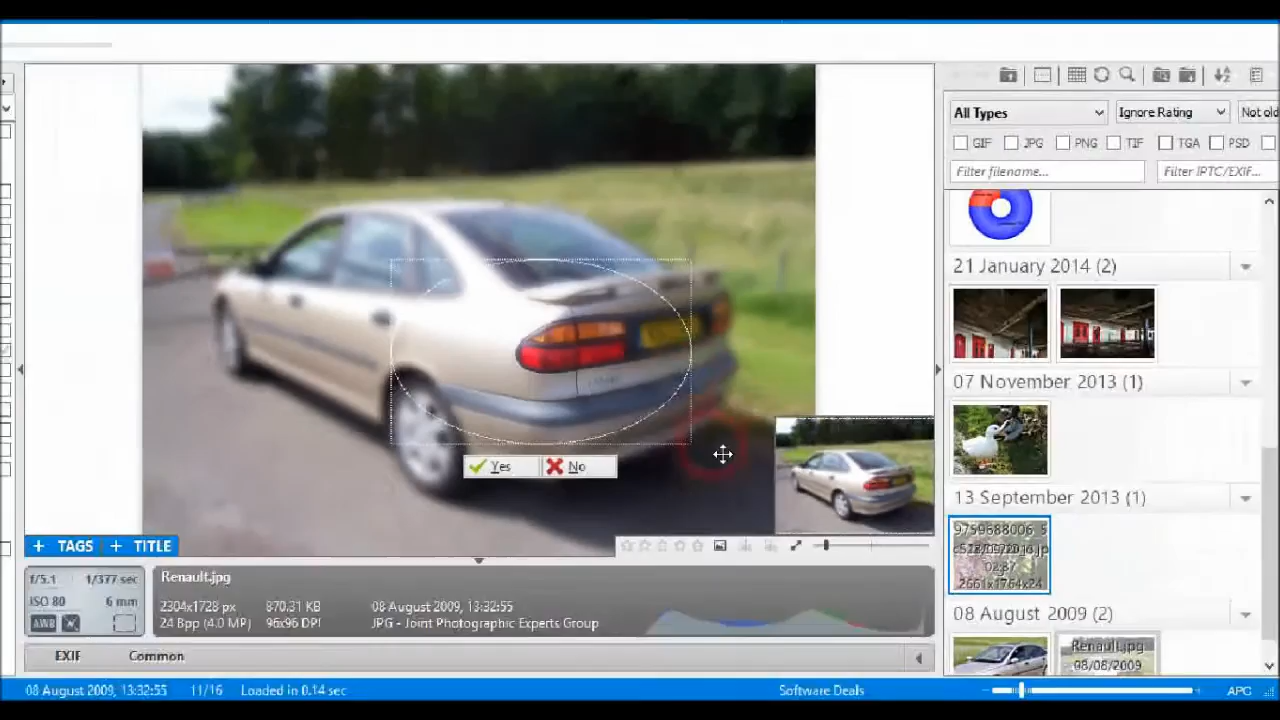 All Types
Ignore Rating
Not old
GIF JPG PNG TIF TGA PSD
Filter filename...
Filter IPTC/EXIF...
21 January 2014 (2)
07 November 2013 (1)
13 September 2013 (1)
2661x1764x24
08 August 2009 (2)
Renault.jpg
08/08/2009
Yes No
+ TAGS + TITLE
f/5.1 1/377 sec
ISO 80 6 mm
AWB
Renault.jpg
2304x1728 px 870.31 KB 08 August 2009, 13:32:55
24 Bpp (4.0 MP) 96x96 DPI JPG - Joint Photographic Experts Group
EXIF Common
08 August 2009, 13:32:55 11/16 Loaded in 0.14 sec Software Deals APC